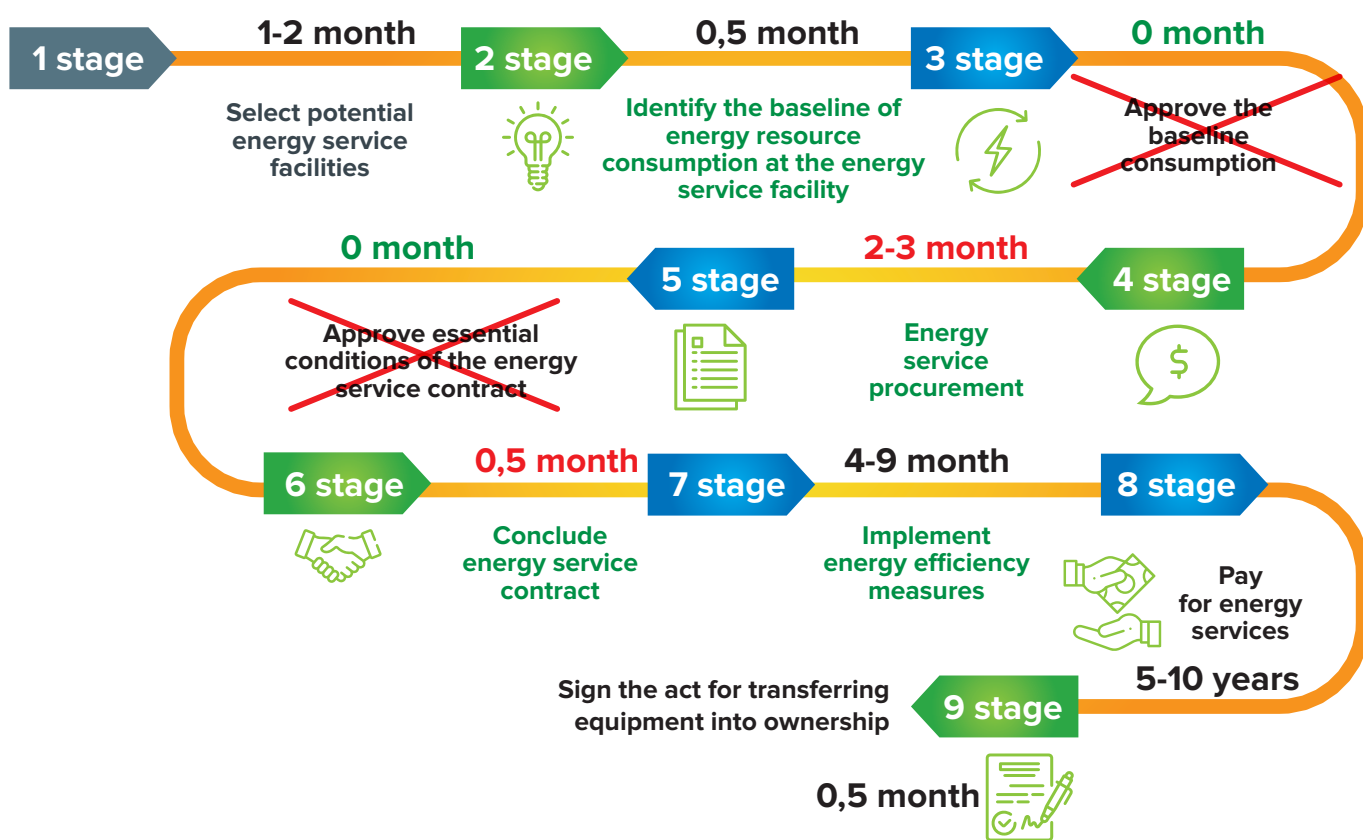 1 stage
1-2 month
Select potential
energy service
facilities
2 stage
0,5 month
Identify the baseline of
energy resource
consumption at the energy
service facility
3 stage
0 month
Approve the
baseline
consumption
4 stage
2-3 month
Energy
service
procurement
$
5 stage
0 month
Approve essential
conditions of the energy
service contract
6 stage
0,5 month
Conclude
energy service
contract
7 stage
4-9 month
Implement
energy efficiency
measures
8 stage
Pay
for energy
services
5-10 years
9 stage
Sign the act for transferring
equipment into ownership
0,5 month